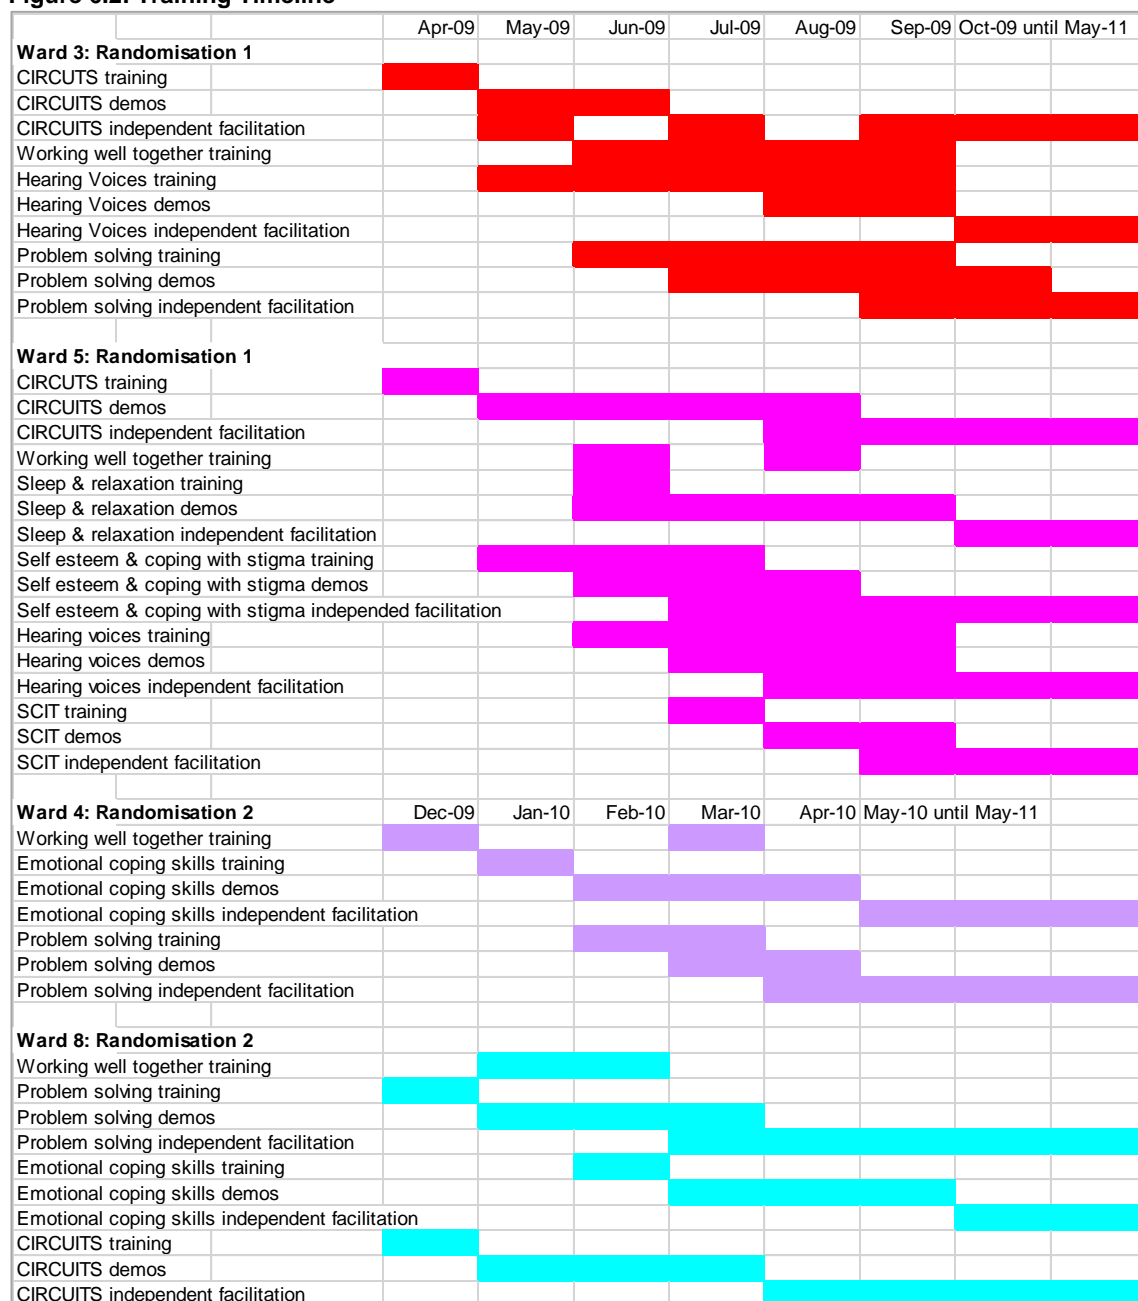 Apr-09 May-09 Jun-09 Jul-09 Aug-09 Sep-09 Oct-09 until May-11
Ward 3: Randomisation 1
CIRCUTS training
CIRCUITS demos
CIRCUITS independent facilitation
Working well together training
Hearing Voices training
Hearing Voices demos
Hearing Voices independent facilitation
Problem solving training
Problem solving demos
Problem solving independent facilitation
Ward 5: Randomisation 1
CIRCUTS training
CIRCUITS demos
CIRCUITS independent facilitation
Working well together training
Sleep & relaxation training
Sleep & relaxation demos
Sleep & relaxation independent facilitation
Self esteem & coping with stigma training
Self esteem & coping with stigma demos
Self esteem & coping with stigma independed facilitation
Hearing voices training
Hearing voices demos
Hearing voices independent facilitation
SCIT training
SCIT demos
SCIT independent facilitation
Ward 4: Randomisation 2 Dec-09 Jan-10 Feb-10 Mar-10 Apr-10 May-10 until May-11
Working well together training
Emotional coping skills training
Emotional coping skills demos
Emotional coping skills independent facilitation
Problem solving training
Problem solving demos
Problem solving independent facilitation
Ward 8: Randomisation 2
Working well together training
Problem solving training
Problem solving demos
Problem solving independent facilitation
Emotional coping skills training
Emotional coping skills demos
Emotional coping skills independent facilitation
CIRCUITS training
CIRCUITS demos
CIRCUITS independent facilitation